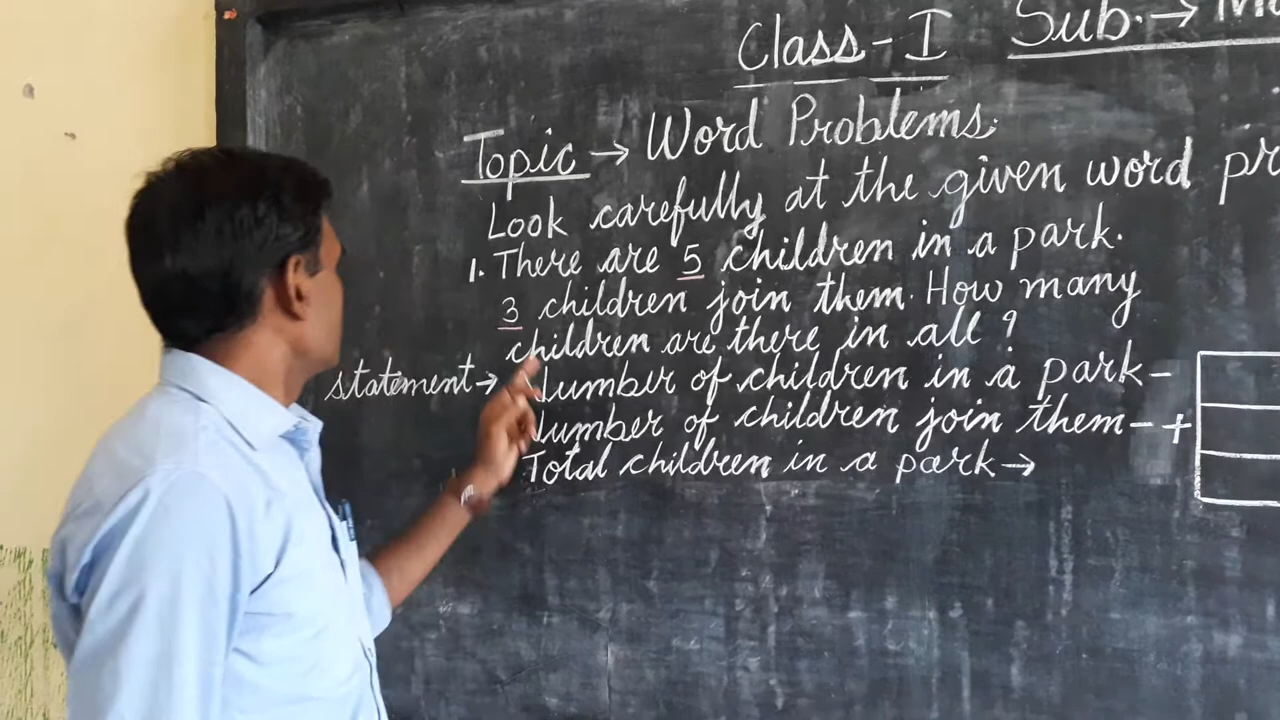 Class-I Sub.→
Topic → Word Problems.
Look carefully at the given word
1. There are 5 children in a park.
3 children join them. How many
children are there in all ?
statement→ Number of children in a park-
Number of children join them- +
Total children in a park→